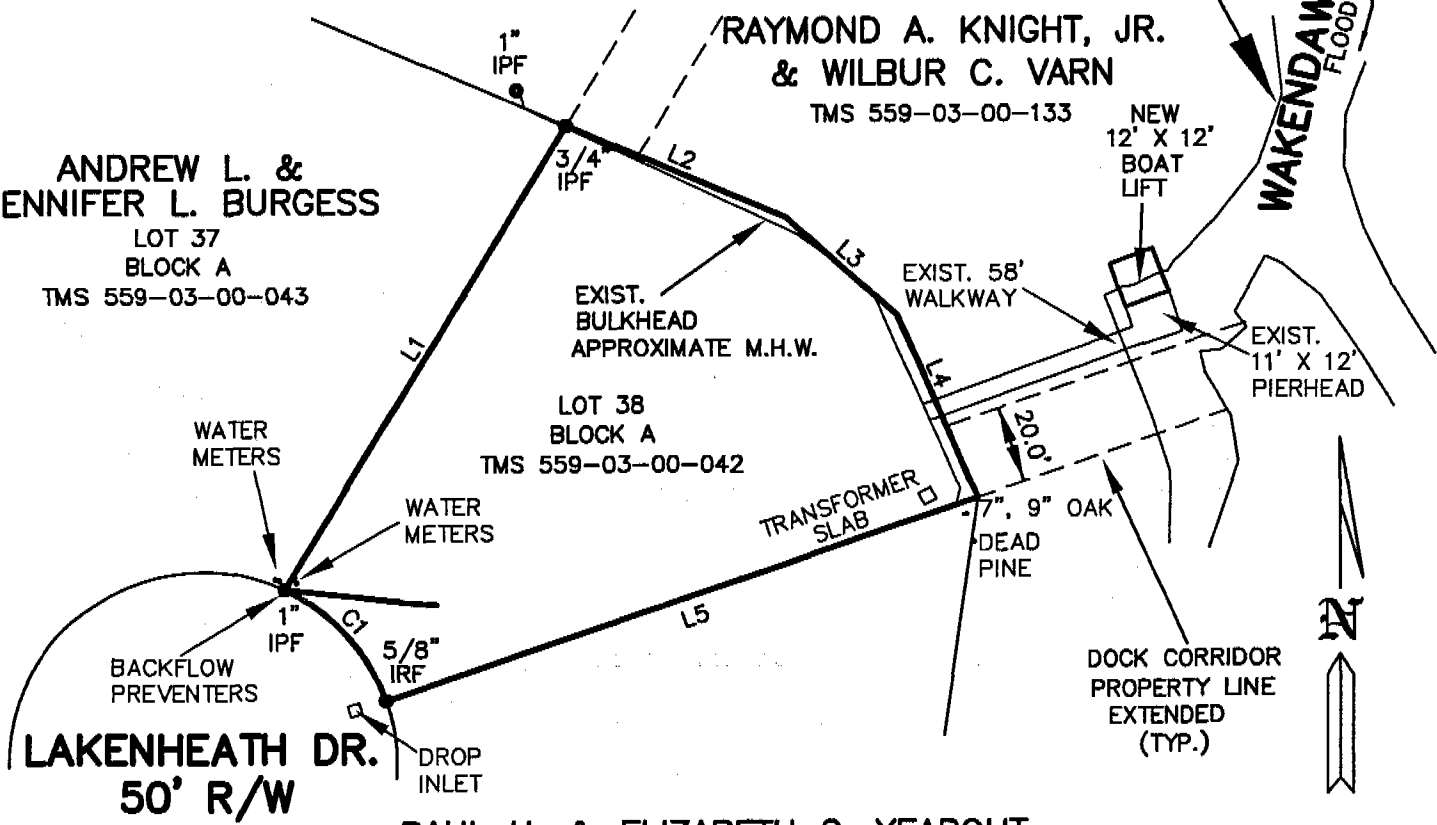 RAYMOND A. KNIGHT, JR.
& WILBUR C. VARN
TMS 559-03-00-133
1"
IPF
WAKENDAW
FLOOD
NEW
12' X 12'
BOAT
LIFT
ANDREW L. &
ENNIFER L. BURGESS
LOT 37
BLOCK A
TMS 559-03-00-043
3/4"
IPF
L2
L3
EXIST. 58'
WALKWAY
EXIST.
BULKHEAD
APPROXIMATE M.H.W.
L1
L4
EXIST.
11' X 12'
PIERHEAD
LOT 38
BLOCK A
TMS 559-03-00-042
20.0'
WATER
METERS
WATER
METERS
TRANSFORMER
SLAB
7", 9" OAK
DEAD
PINE
L5
C1
1"
IPF
5/8"
IRF
N
BACKFLOW
PREVENTERS
DOCK CORRIDOR
PROPERTY LINE
EXTENDED
(TYP.)
LAKENHEATH DR.
50' R/W
DROP
INLET